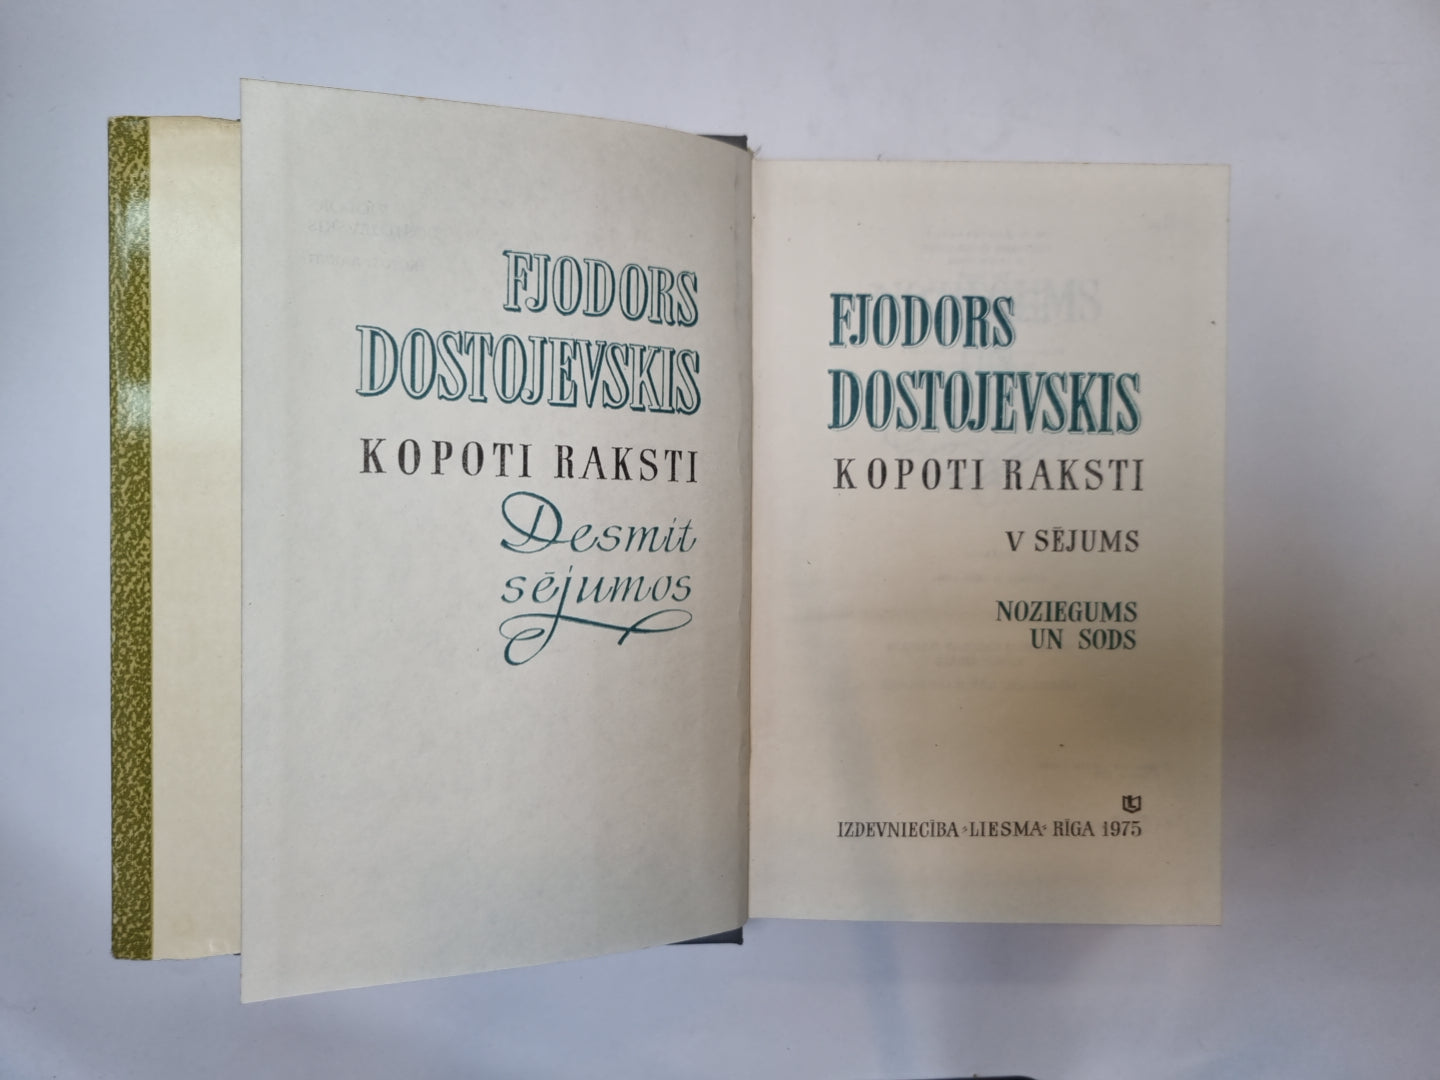 FJODORS
DOSTOJEVSKIS
KOPOTI RAKSTI
Desmit
sējumos
FJODORS
DOSTOJEVSKIS
KOPOTI RAKSTI
V SĒJUMS
NOZIEGUMS
UN SODS
IZDEVNIECĪBA «LIESMA» RĪGA 1975